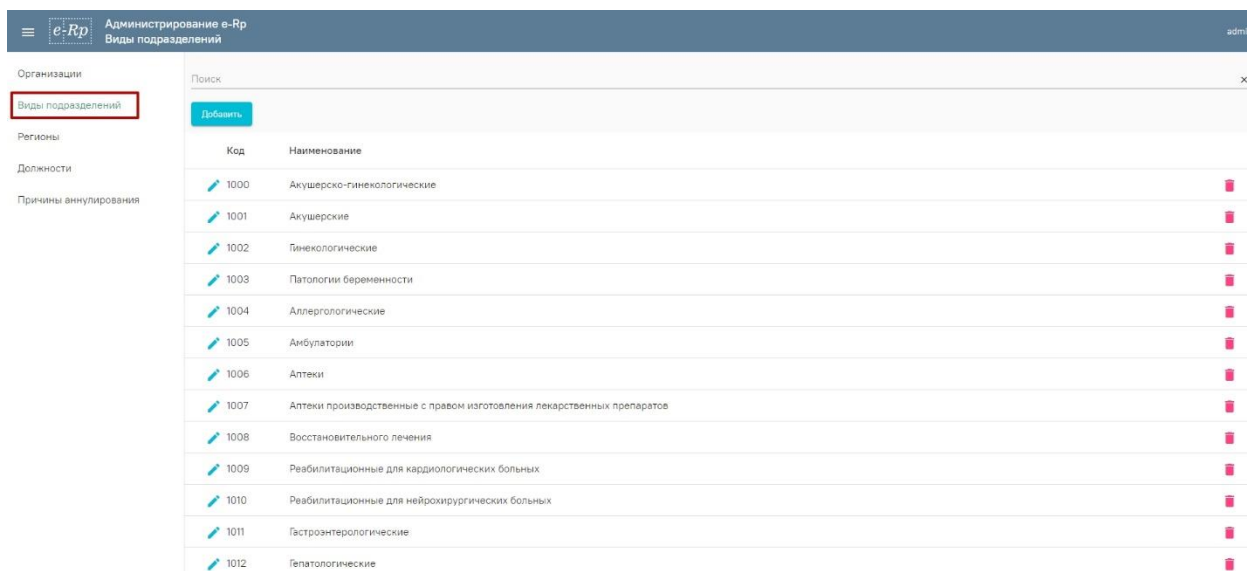 e-Rp
Администрирование e-Rp
Виды подразделений
admi
Организации
Виды подразделений
Регионы
Должности
Причины аннулирования
Поиск
Добавить
Код Наименование
1000 Акушерско-гинекологические
1001 Акушерские
1002 Гинекологические
1003 Патологии беременности
1004 Аллергологические
1005 Амбулатории
1006 Аптеки
1007 Аптеки производственные с правом изготовления лекарственных препаратов
1008 Восстановительного лечения
1009 Реабилитационные для кардиологических больных
1010 Реабилитационные для нейрохирургических больных
1011 Гастроэнтерологические
1012 Гепатологические